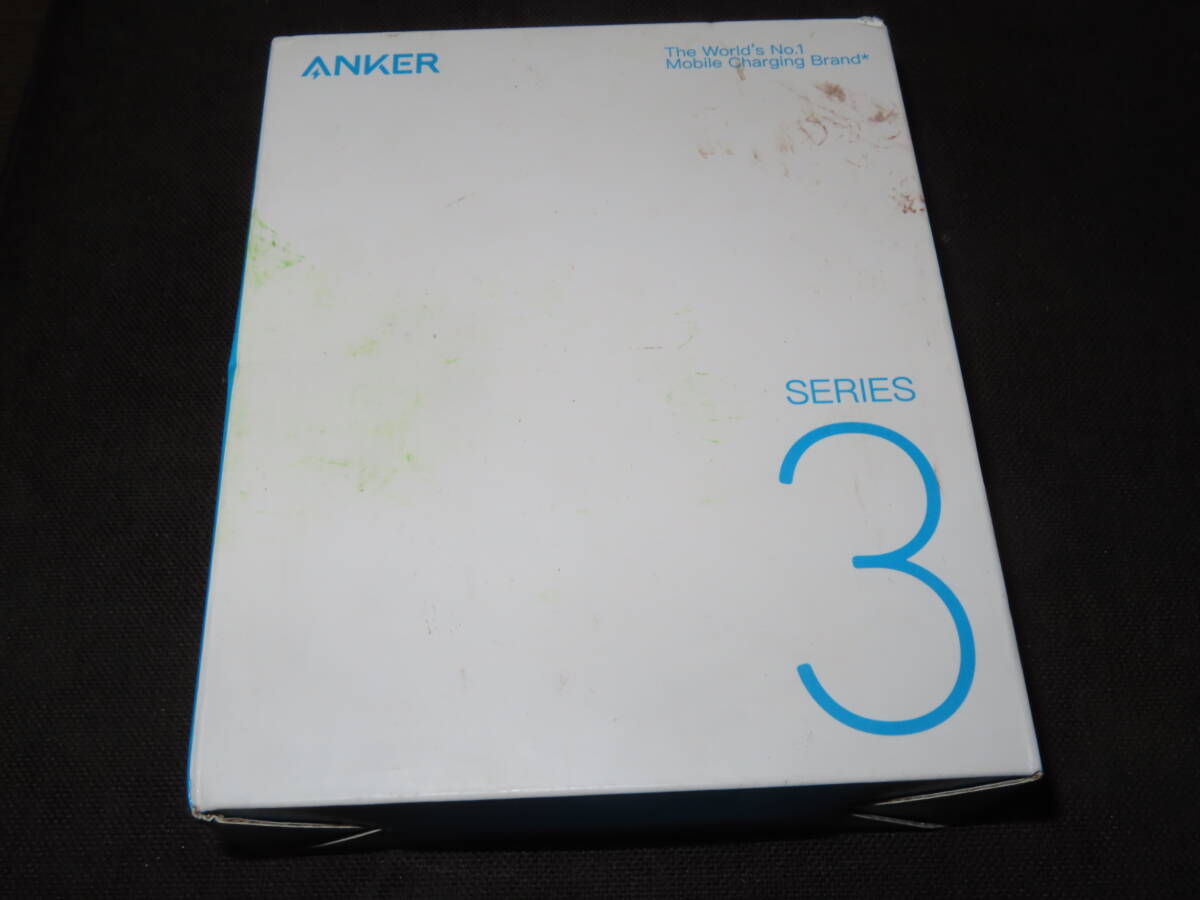 ANKER
The World's No.1
Mobile Charging Brand*
SERIES
3